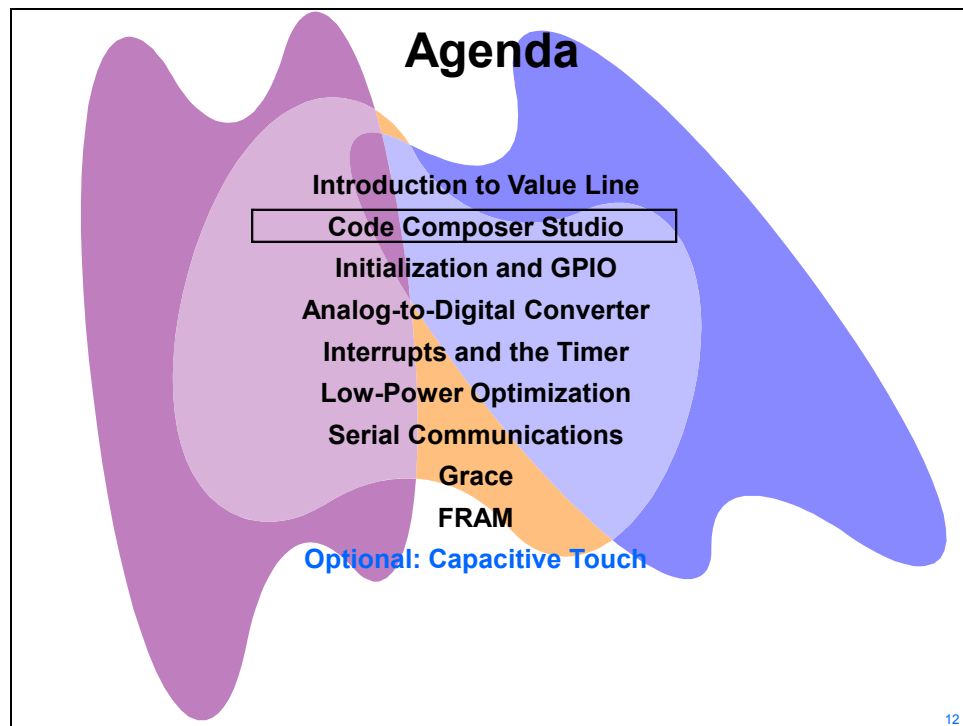 Agenda
Introduction to Value Line
Code Composer Studio
Initialization and GPIO
Analog-to-Digital Converter
Interrupts and the Timer
Low-Power Optimization
Serial Communications
Grace
FRAM
Optional: Capacitive Touch
12